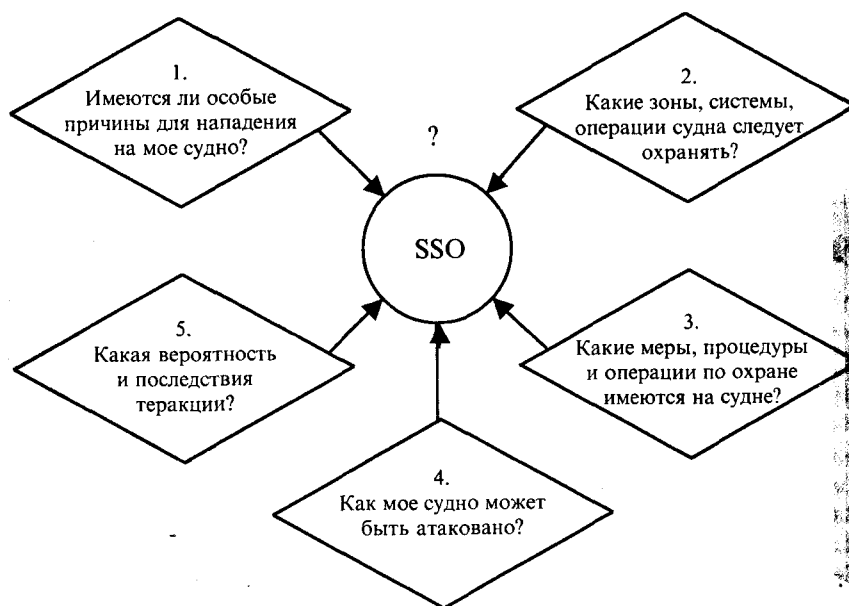 1.
Имеются ли особые
причины для нападения
на мое судно?
?
2.
Какие зоны, системы,
операции судна следует
охранять?
SSO
5.
Какая вероятность
и последствия
теракции?
3.
Какие меры, процедуры
и операции по охране
имеются на судне?
4.
Как мое судно может
быть атаковано?